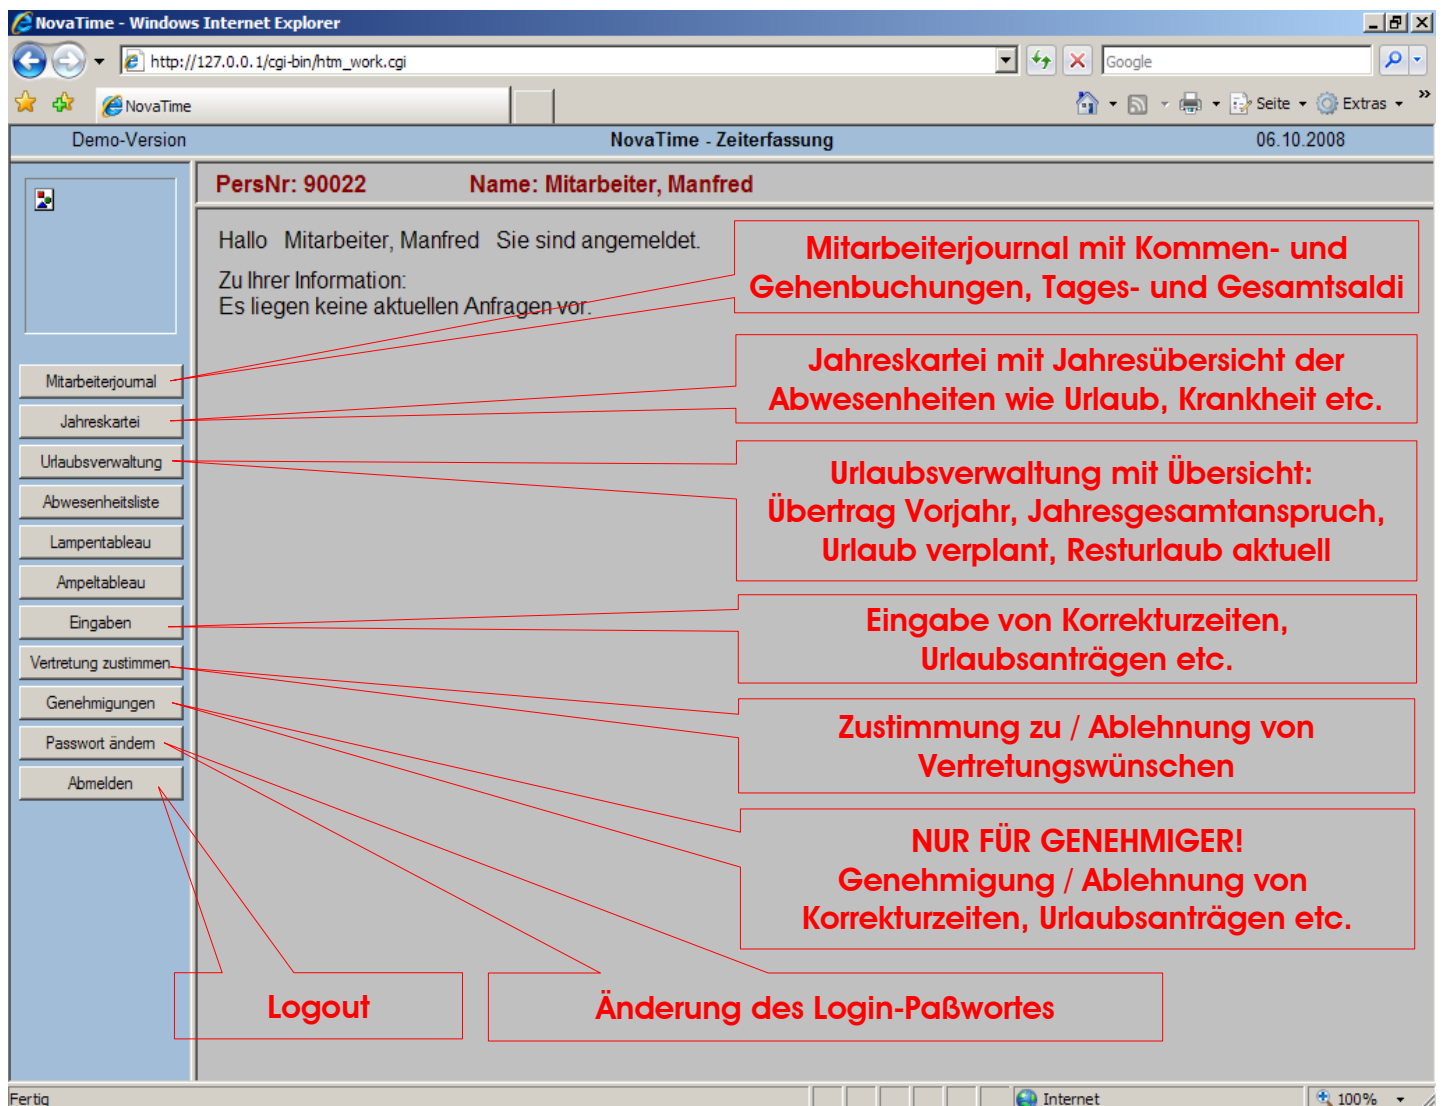 NovaTime - Windows Internet Explorer
http://127.0.0.1/cgi-bin/htm_work.cgi
Google
NovaTime
Seite
Extras
»
Demo-Version
NovaTime - Zeiterfassung
06.10.2008
PersNr: 90022 Name: Mitarbeiter, Manfred
Hallo Mitarbeiter, Manfred Sie sind angemeldet.
Zu Ihrer Information:
Es liegen keine aktuellen Anfragen vor.
Mitarbeiterjournal
Jahreskartei
Urlaubsverwaltung
Abwesenheitsliste
Lampentableau
Ampeltableau
Eingaben
Vertretung zustimmen
Genehmigungen
Passwort ändern
Abmelden
Mitarbeiterjournal mit Kommen- und
Gehenbuchungen, Tages- und Gesamtsaldi
Jahreskartei mit Jahresübersicht der
Abwesenheiten wie Urlaub, Krankheit etc.
Urlaubsverwaltung mit Übersicht:
Übertrag Vorjahr, Jahresgesamtanspruch,
Urlaub verplant, Resturlaub aktuell
Eingabe von Korrekturzeiten,
Urlaubsanträgen etc.
Zustimmung zu / Ablehnung von
Vertretungswünschen
NUR FÜR GENEHMIGER!
Genehmigung / Ablehnung von
Korrekturzeiten, Urlaubsanträgen etc.
Logout
Änderung des Login-Paßwortes
Fertig
Internet
100%